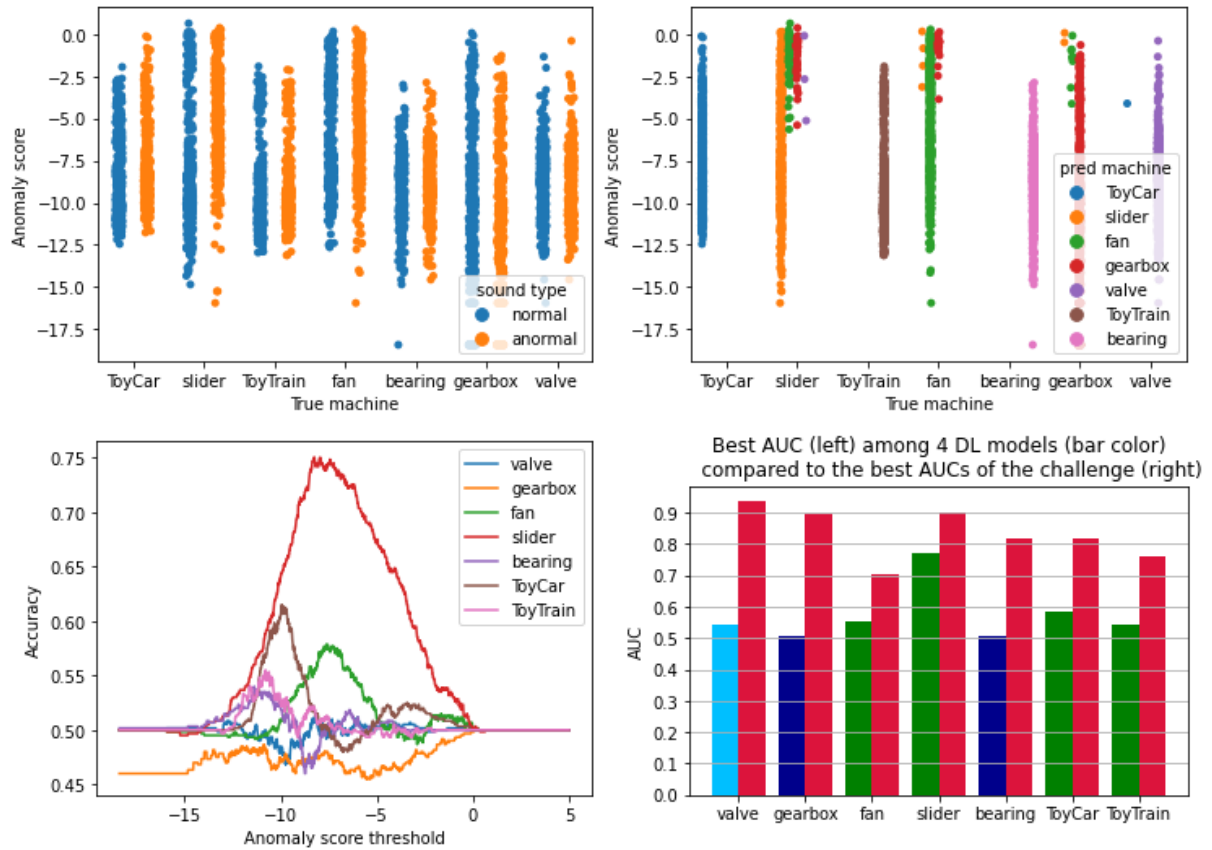 0.0
−2.5
−5.0
−7.5
−10.0
−12.5
−15.0
−17.5
Anomaly score
ToyCar slider ToyTrain fan bearing gearbox valve
True machine
sound type
normal
anormal
0.0
−2.5
−5.0
−7.5
−10.0
−12.5
−15.0
−17.5
Anomaly score
ToyCar slider ToyTrain fan bearing gearbox valve
True machine
pred machine
ToyCar
slider
fan
gearbox
valve
ToyTrain
bearing
0.75
0.70
0.65
0.60
0.55
0.50
0.45
Accuracy
−15 −10 −5 0 5
Anomaly score threshold
valve
gearbox
fan
slider
bearing
ToyCar
ToyTrain
Best AUC (left) among 4 DL models (bar color)
compared to the best AUCs of the challenge (right)
0.9
0.8
0.7
0.6
0.5
0.4
0.3
0.2
0.1
0.0
AUC
valve gearbox fan slider bearing ToyCar ToyTrain